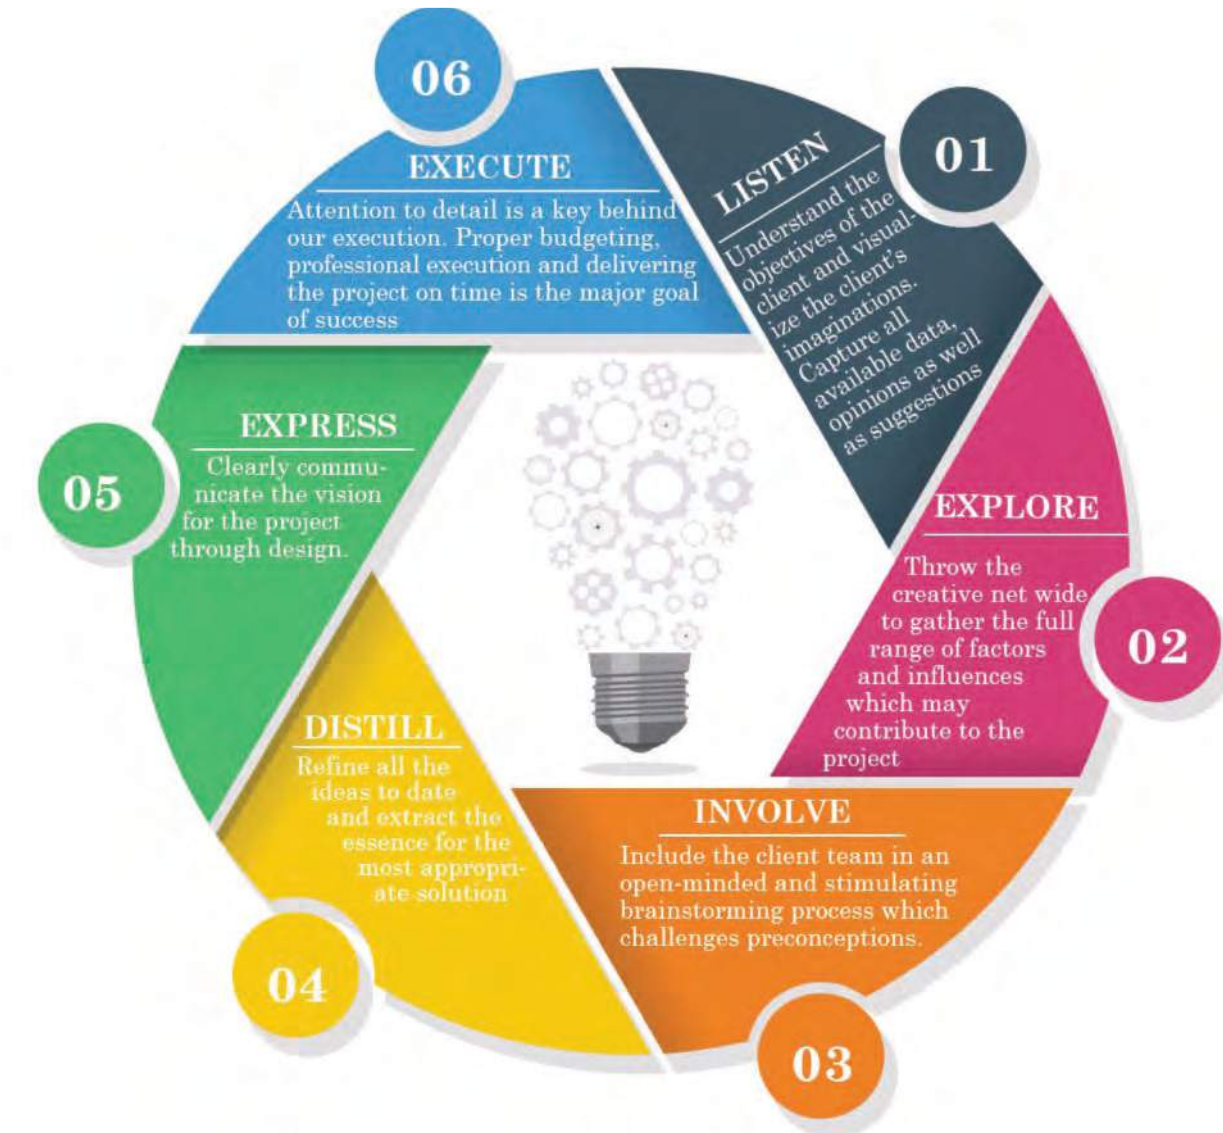 01
LISTEN
Understand the
objectives of the
client and visual-
ize the client's
imaginations.
Capture all
available data,
opinions as well
as suggestions
02
EXPLORE
Throw the
creative net wide
to gather the full
range of factors
and influences
which may
contribute to the
project
03
INVOLVE
Include the client team in an
open-minded and stimulating
brainstorming process which
challenges preconceptions.
04
DISTILL
Refine all the
ideas to date
and extract the
essence for the
most appropri-
ate solution
05
EXPRESS
Clearly commu-
nicate the vision
for the project
through design.
06
EXECUTE
Attention to detail is a key behind
our execution. Proper budgeting,
professional execution and delivering
the project on time is the major goal
of success